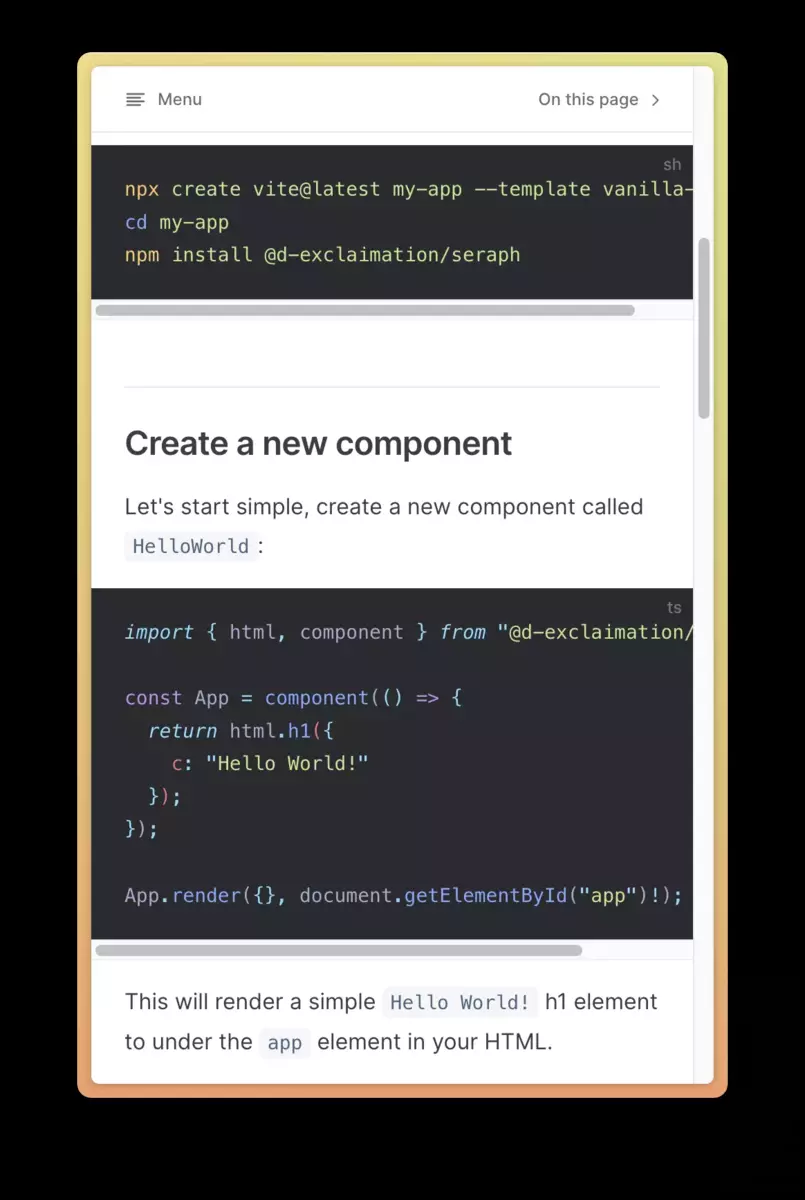 Menu
On this page
sh
npx create vite@latest my-app --template vanilla-
cd my-app
npm install @d-exclaimation/seraph
Create a new component
Let's start simple, create a new component called
HelloWorld :
ts
import { html, component } from "@d-exclaimation/
const App = component(() => {
  return html.h1({
    c: "Hello World!"
  });
});
App.render({}, document.getElementById("app")!);
This will render a simple Hello World! h1 element
to under the app element in your HTML.